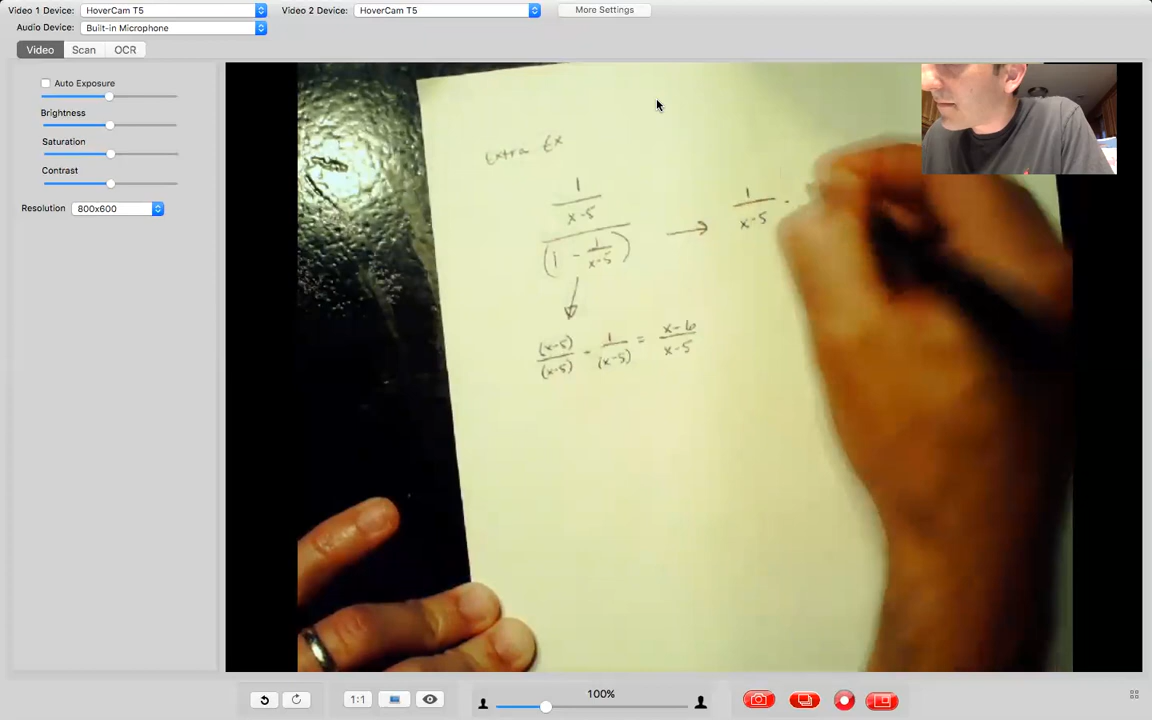 Video 1 Device: HoverCam T5 Video 2 Device: HoverCam T5 More Settings
Audio Device: Built-in Microphone
Video Scan OCR
Auto Exposure
Brightness
Saturation
Contrast
Resolution 800x600
Extra Ex
1
x-5
(1 - 1/x-5)
→ 1/x-5 ·
(x-5)/(x-5) - 1/(x-5) = x-6/x-5
1:1 100%